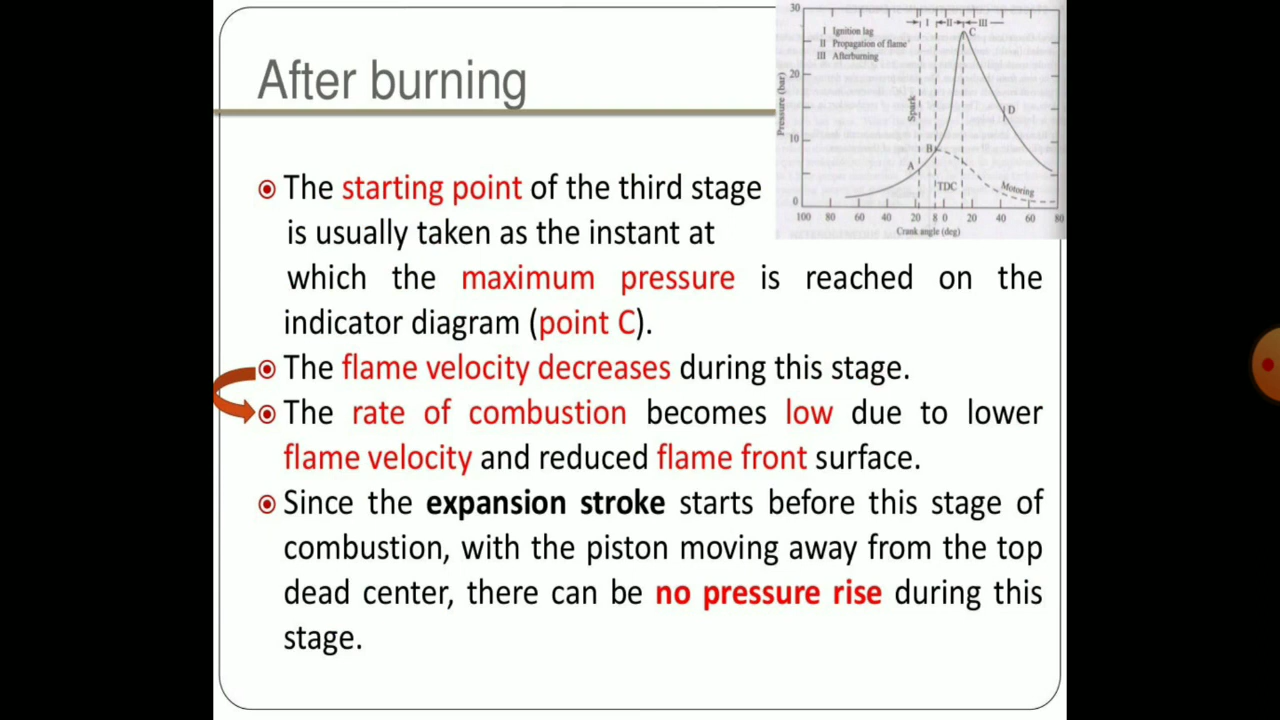 After burning
The starting point of the third stage
is usually taken as the instant at
which the maximum pressure is reached on the
indicator diagram (point C).
The flame velocity decreases during this stage.
The rate of combustion becomes low due to lower
flame velocity and reduced flame front surface.
Since the expansion stroke starts before this stage of
combustion, with the piston moving away from the top
dead center, there can be no pressure rise during this
stage.
30
I II III
I Ignition lag
II Propagation of flame
III Afterburning
C
20
Pressure (bar)
Spark
D
10
B
A
TDC
Motoring
0
100 80 60 40 20 8 0 20 40 60 80
Crank angle (deg)